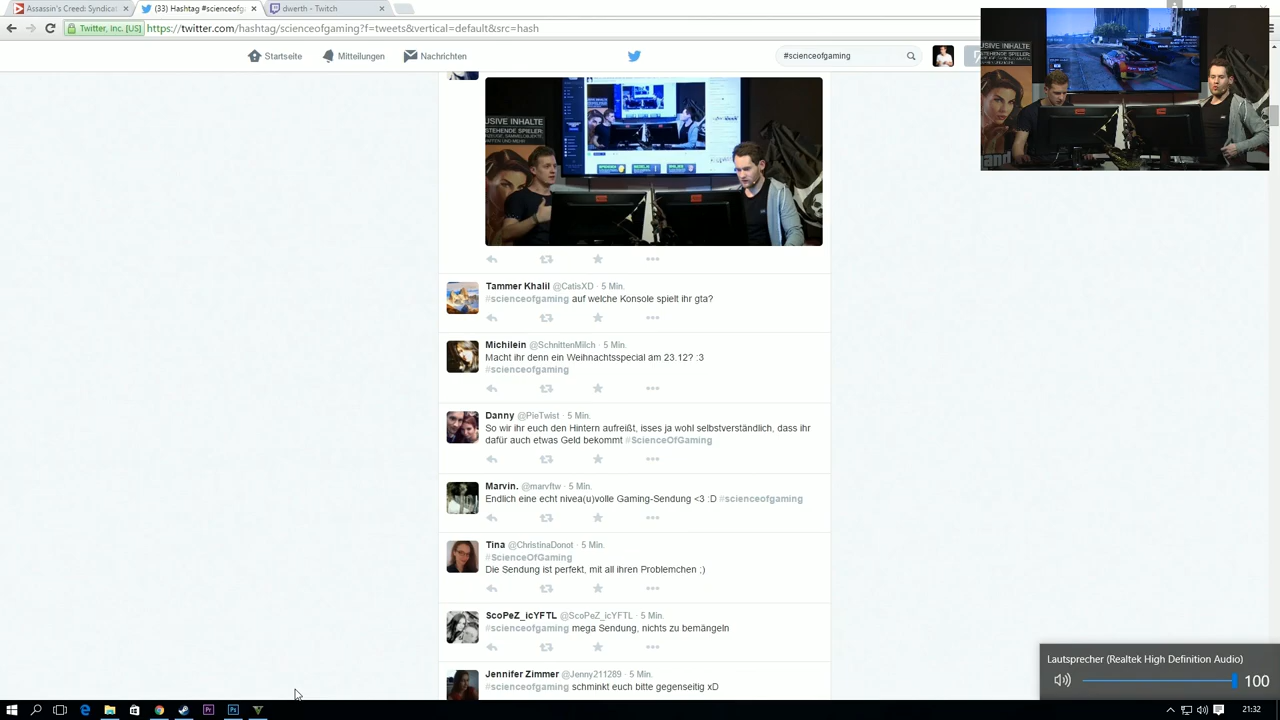 Assassin's Creed: Syndicat
(33) Hashtag #scienceofga
dwerth - Twitch
Twitter, Inc. [US]
https://twitter.com/hashtag/scienceofgaming?f=tweets&vertical=default&src=hash
Startseite
Mitteilungen
Nachrichten
#scienceofgaming
USIVE INHALTE
STEHENDE SPIELER:
USIVE INHALTE
Tammer Khalil @CatisXD · 5 Min.
#scienceofgaming auf welche Konsole spielt ihr gta?
Michilein @SchnittenMilch · 5 Min.
Macht ihr denn ein Weihnachtsspecial am 23.12? :3
#scienceofgaming
Danny @PieTwist · 5 Min.
So wir ihr euch den Hintern aufreißt, isses ja wohl selbstverständlich, dass ihr
dafür auch etwas Geld bekommt #ScienceOfGaming
Marvin. @marvftw · 5 Min.
Endlich eine echt nivea(u)volle Gaming-Sendung <3 :D #scienceofgaming
Tina @ChristinaDonot · 5 Min.
#ScienceOfGaming
Die Sendung ist perfekt, mit all ihren Problemchen ;)
ScoPeZ_icYFTL @ScoPeZ_icYFTL · 5 Min.
#scienceofgaming mega Sendung, nichts zu bemängeln
Jennifer Zimmer @Jenny211289 · 5 Min.
#scienceofgaming schminkt euch bitte gegenseitig xD
Lautsprecher (Realtek High Definition Audio)
100
21:32